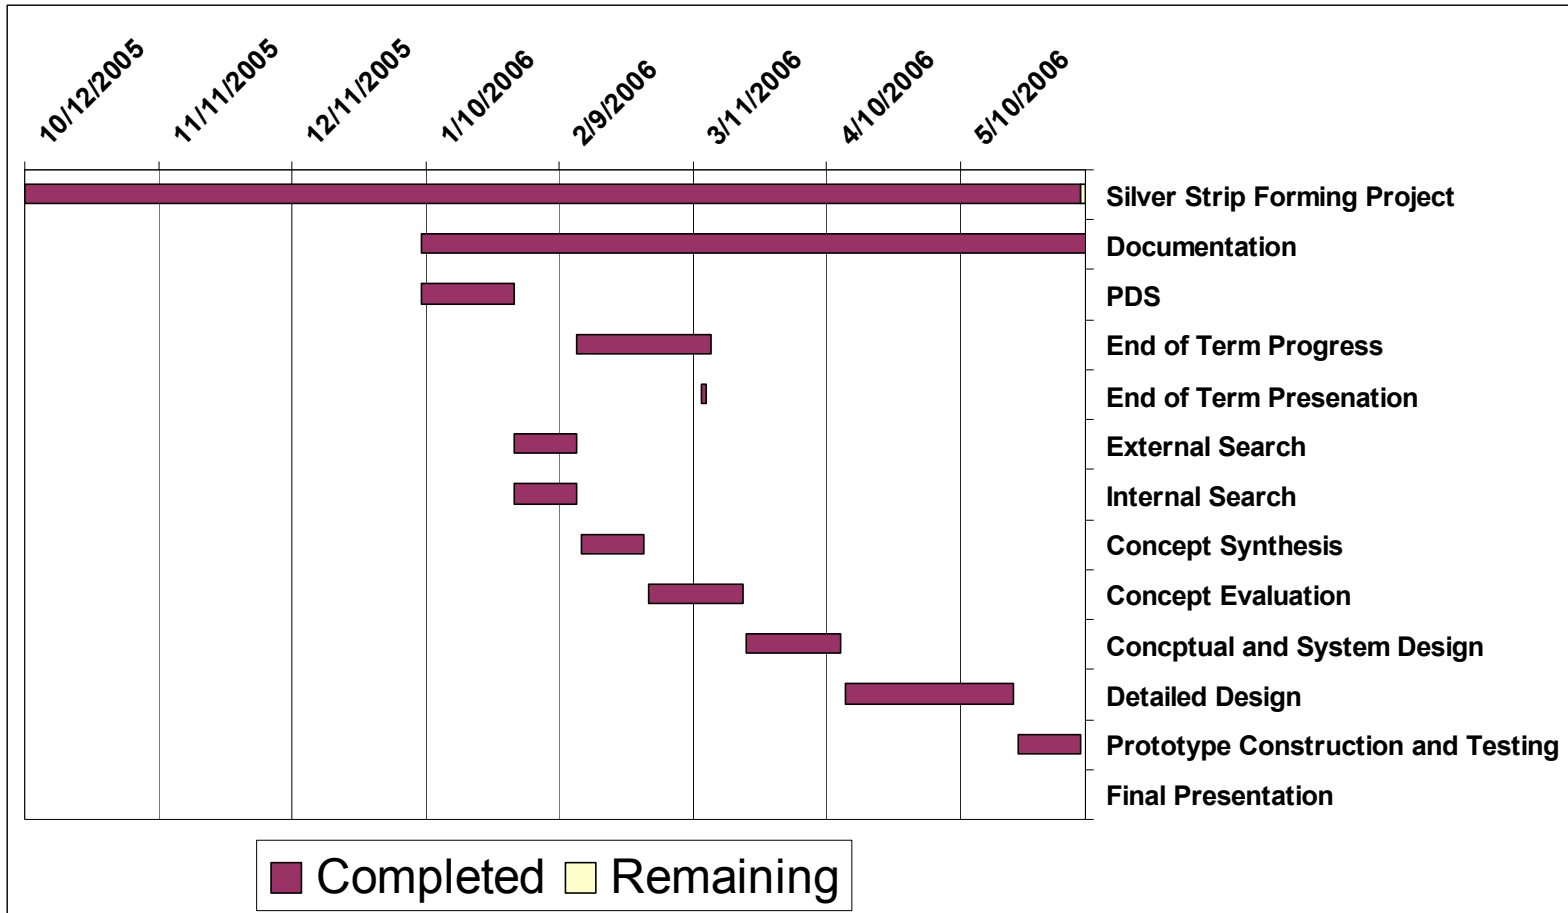 10/12/2005
11/11/2005
12/11/2005
1/10/2006
2/9/2006
3/11/2006
4/10/2006
5/10/2006
Silver Strip Forming Project
Documentation
PDS
End of Term Progress
End of Term Presenation
External Search
Internal Search
Concept Synthesis
Concept Evaluation
Concptual and System Design
Detailed Design
Prototype Construction and Testing
Final Presentation
Completed
Remaining